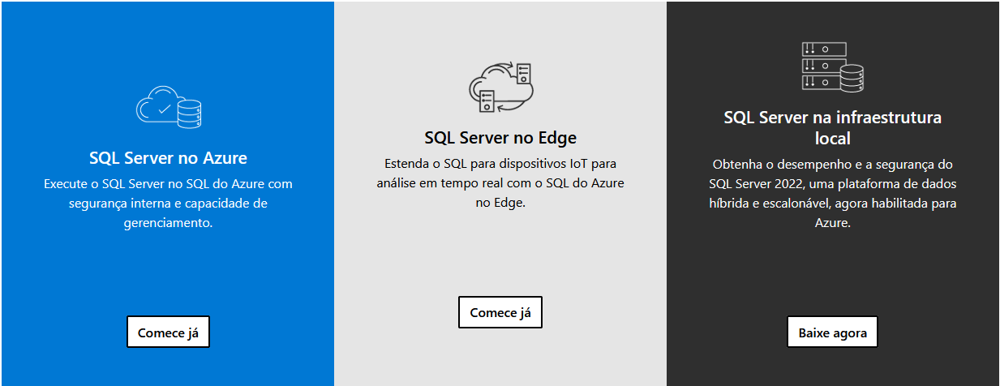 SQL Server no Azure
Execute o SQL Server no SQL do Azure com
segurança interna e capacidade de
gerenciamento.
Comece já
SQL Server no Edge
Estenda o SQL para dispositivos IoT para
análise em tempo real com o SQL do Azure
no Edge.
Comece já
SQL Server na infraestrutura
local
Obtenha o desempenho e a segurança do
SQL Server 2022, uma plataforma de dados
híbrida e escalonável, agora habilitada para
Azure.
Baixe agora